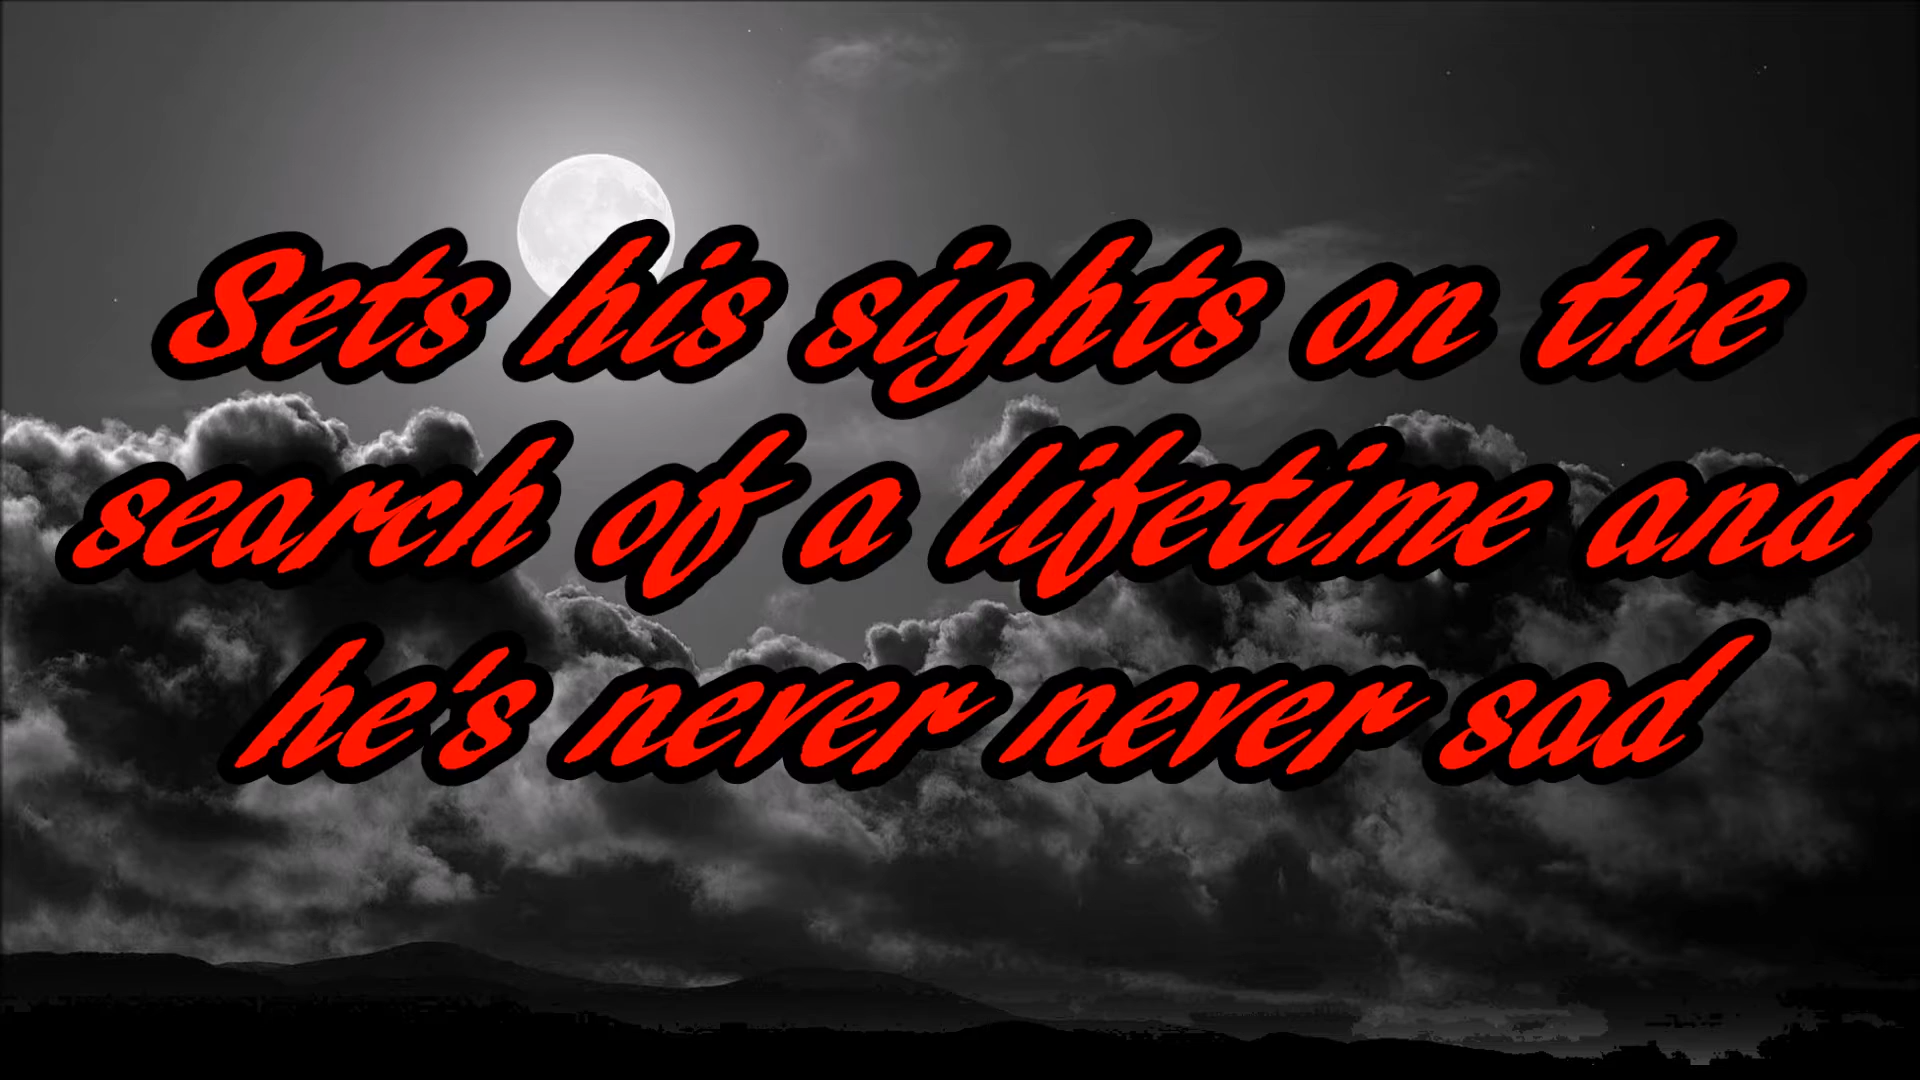 Sets his sights on the
search of a lifetime and
he's never never sad